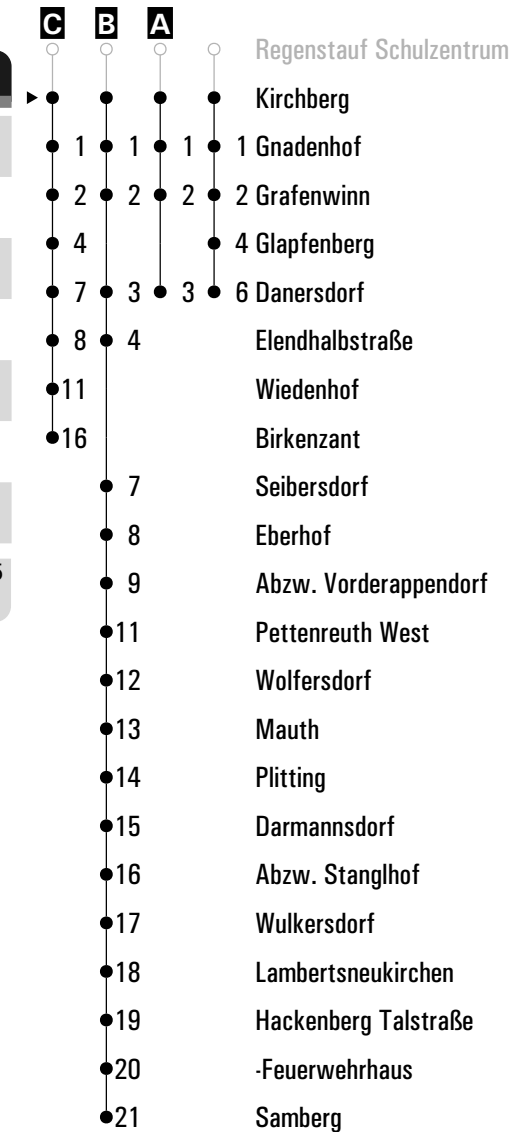 C B A
Regenstauf Schulzentrum
Kirchberg
1 1 1 1 Gnadenhof
2 2 2 2 Grafenwinn
4 4 Glapfenberg
7 3 3 6 Danersdorf
8 4 Elendhalbstraße
11 Wiedenhof
16 Birkenzant
7 Seibersdorf
8 Eberhof
9 Abzw. Vorderappendorf
11 Pettenreuth West
12 Wolfersdorf
13 Mauth
14 Plitting
15 Darmannsdorf
16 Abzw. Stanglhof
17 Wulkersdorf
18 Lambertsneukirchen
19 Hackenberg Talstraße
20 -Feuerwehrhaus
21 Samberg